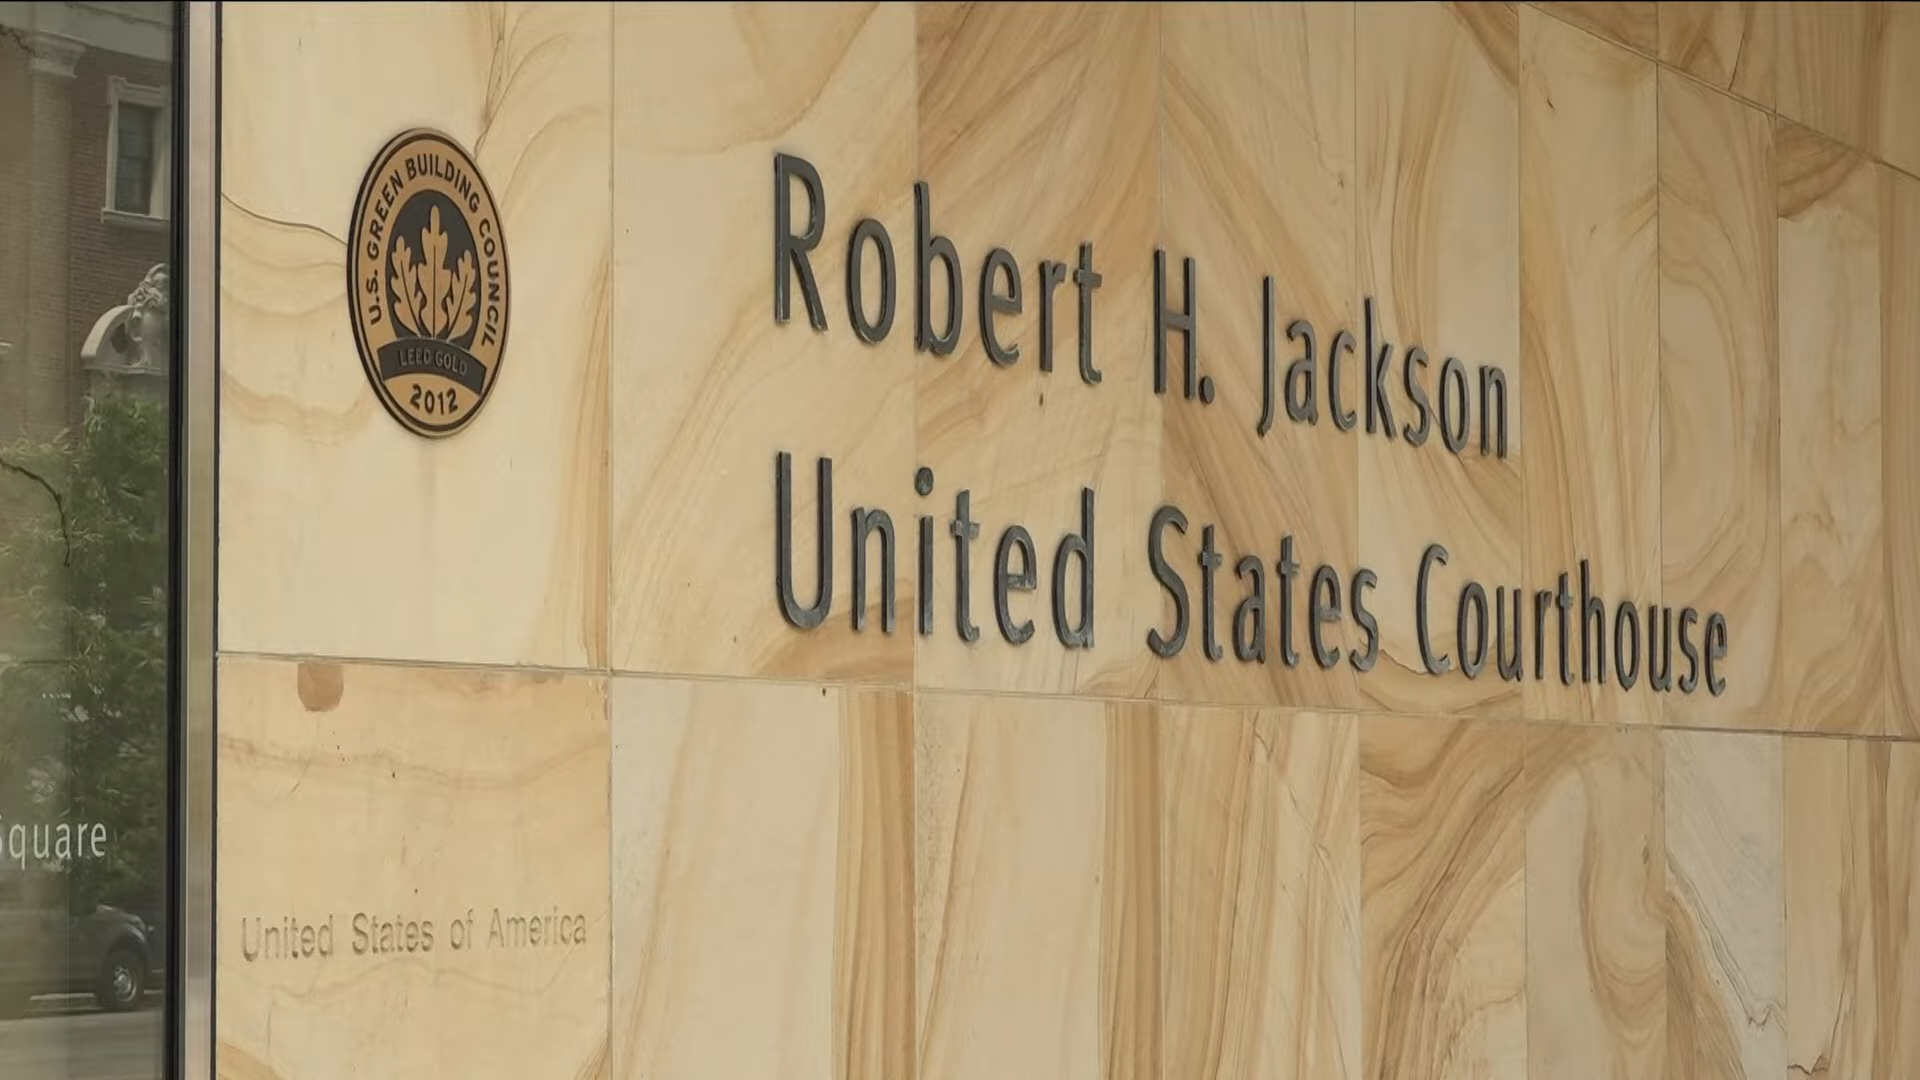 U.S. GREEN BUILDING COUNCIL
LEED GOLD
2012
Robert H. Jackson
United States Courthouse
Square
United States of America